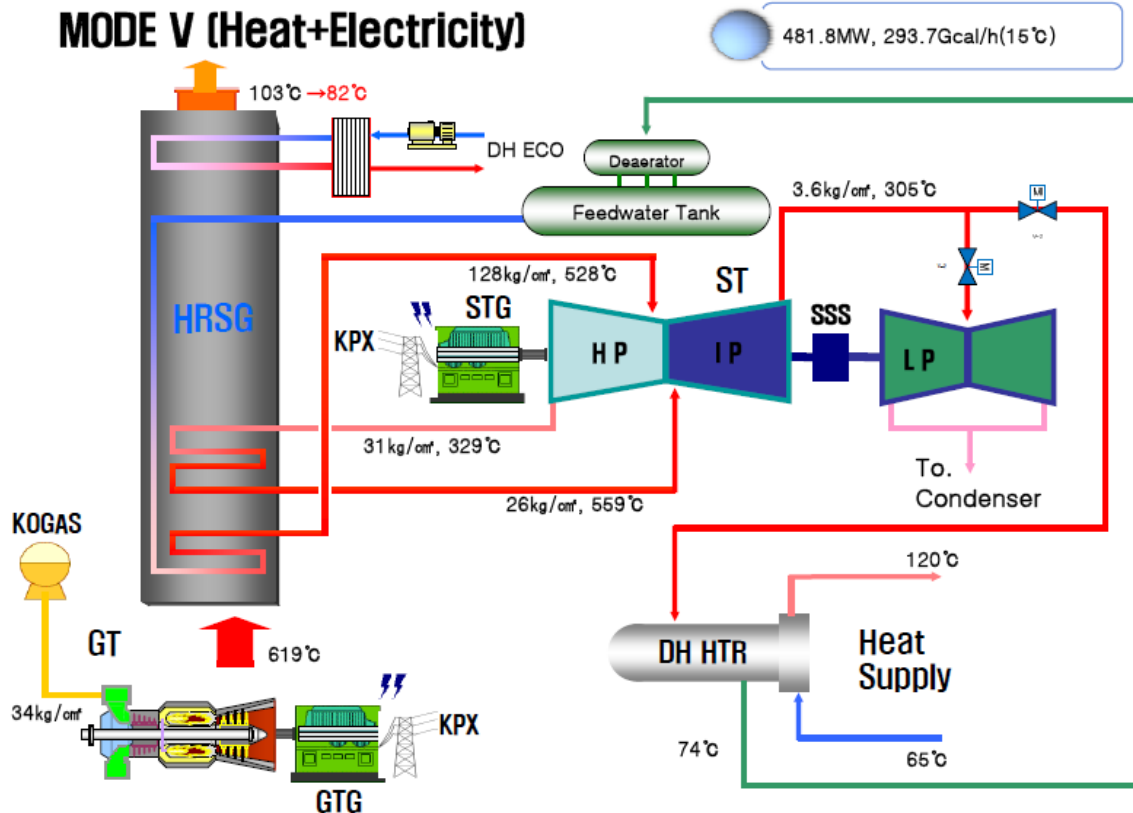 MODE V (Heat+Electricity)
481.8MW, 293.7Gcal/h(15℃)
103℃→82℃
DH ECO
Deaerator
Feedwater Tank
3.6kg/㎠, 305℃
M
M
128kg/㎠, 528℃
ST
HRSG
STG
SSS
KPX
H P
I P
L P
31kg/㎠, 329℃
To.
Condenser
26kg/㎠, 559℃
KOGAS
120℃
GT
619℃
DH HTR
Heat
Supply
34kg/㎠
KPX
74℃
65℃
GTG